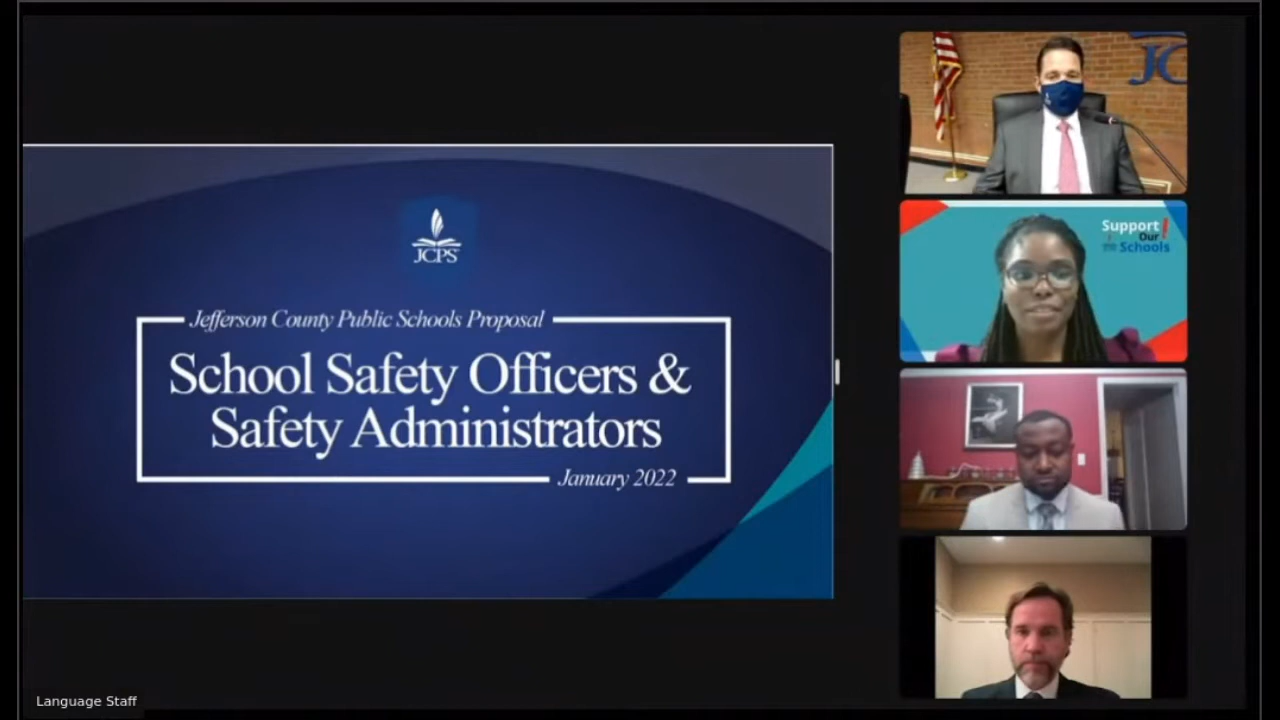 JCPS
Jefferson County Public Schools Proposal
School Safety Officers &
Safety Administrators
January 2022
JC
Support
Our
Schools
Language Staff